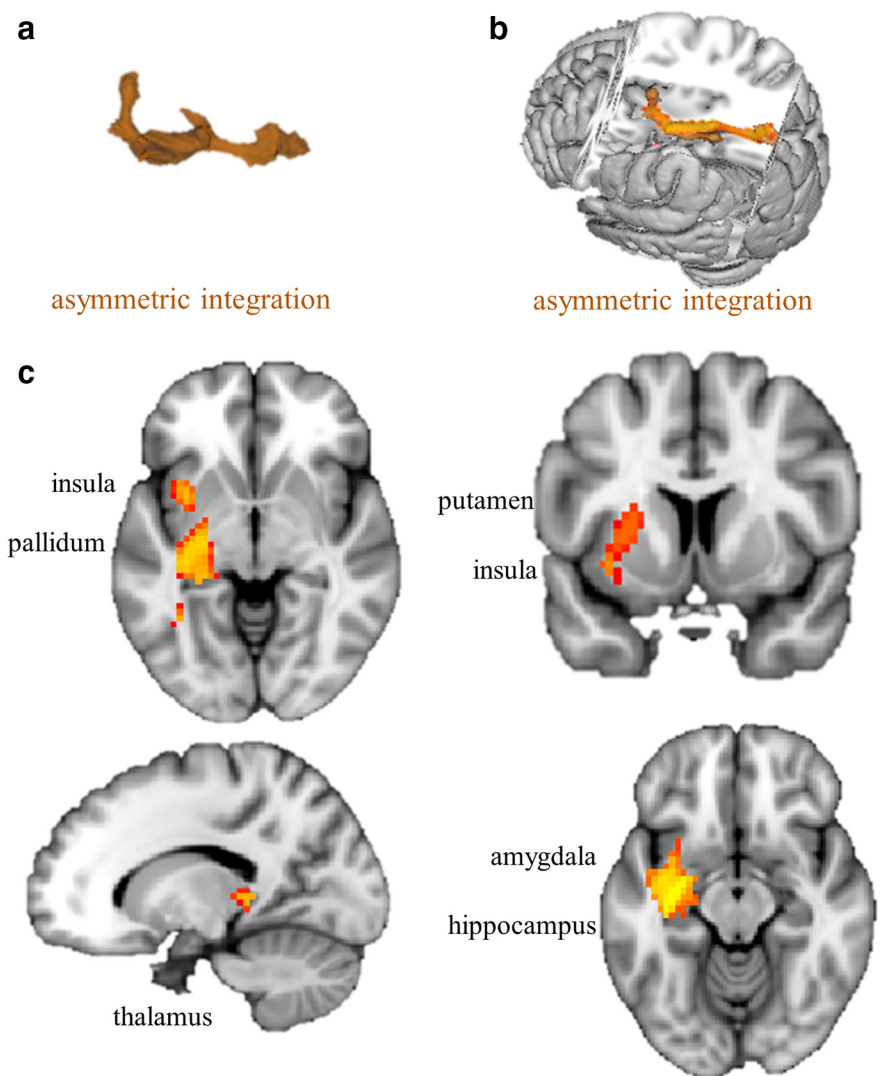 a
b
asymmetric integration
asymmetric integration
c
insula
pallidum
putamen
insula
thalamus
amygdala
hippocampus